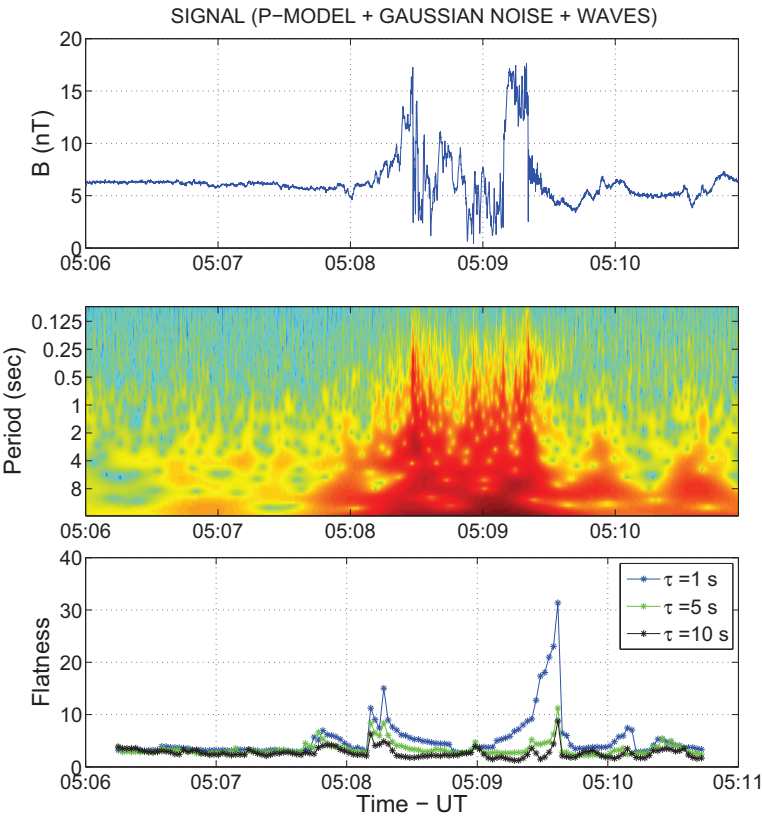 SIGNAL (P−MODEL + GAUSSIAN NOISE + WAVES)
20
15
10
5
0
B (nT)
05:06 05:07 05:08 05:09 05:10
0.125
0.25
0.5
1
2
4
8
Period (sec)
05:06 05:07 05:08 05:09 05:10
40
30
20
10
0
Flatness
τ =1 s
τ =5 s
τ =10 s
05:06 05:07 05:08 05:09 05:10 05:11
Time − UT